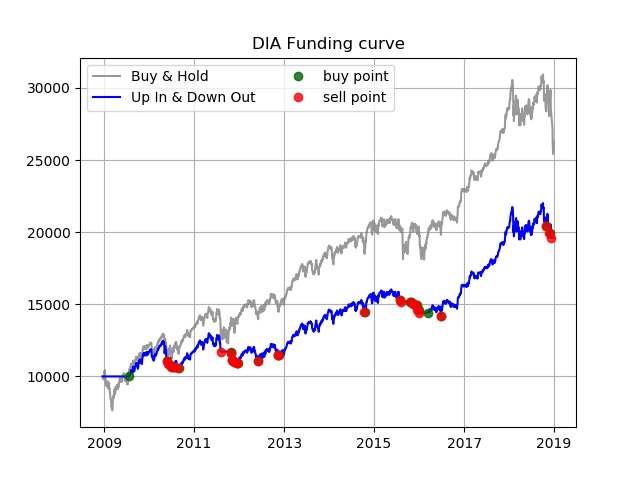 DIA Funding curve
Buy & Hold
Up In & Down Out
buy point
sell point
30000
25000
20000
15000
10000
2009
2011
2013
2015
2017
2019